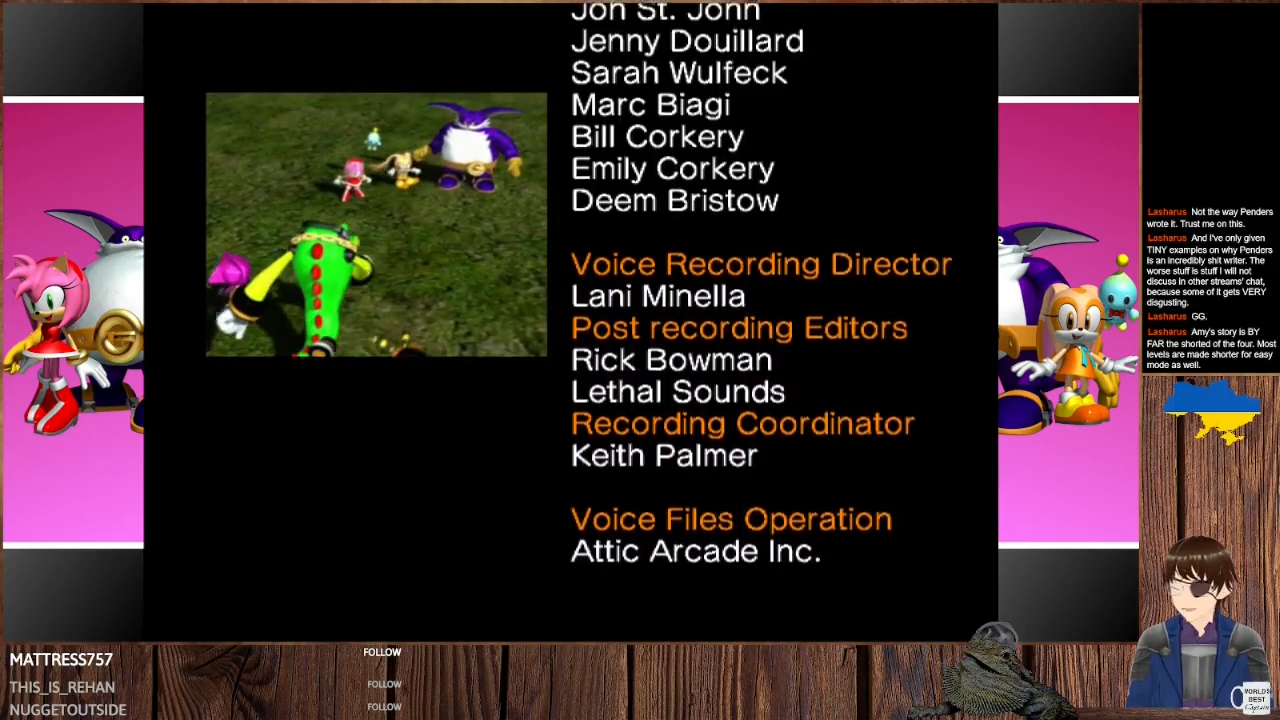 Jon St. John
Jenny Douillard
Sarah Wulfeck
Marc Biagi
Bill Corkery
Emily Corkery
Deem Bristow
Voice Recording Director
Lani Minella
Post recording Editors
Rick Bowman
Lethal Sounds
Recording Coordinator
Keith Palmer
Voice Files Operation
Attic Arcade Inc.
Lasharus Not the way Penders
wrote it. Trust me on this.
Lasharus And I've only given
TINY examples on why Penders
is an incredibly shit writer. The
worse stuff is stuff I will not
discuss in other streams' chat,
because some of it gets VERY
disgusting.
Lasharus GG.
Lasharus Amy's story is BY
FAR the shorted of the four. Most
levels are made shorter for easy
mode as well.
MATTRESS757 FOLLOW
THIS_IS_REHAN FOLLOW
NUGGETOUTSIDE FOLLOW
WORLD'S
BEST
Captain